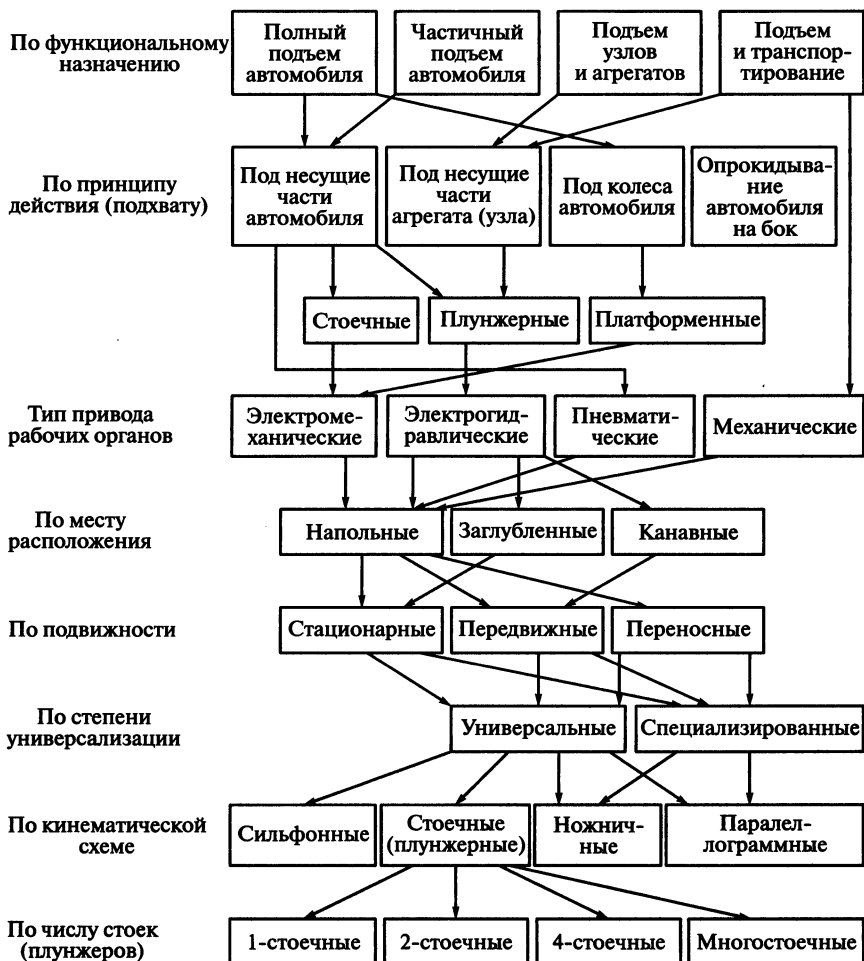 По функциональному
назначению
Полный
подъем
автомобиля
Частичный
подъем
автомобиля
Подъем
узлов
и агрегатов
Подъем
и транспор-
тирование
По принципу
действия (подхвату)
Под несущие
части
автомобиля
Под несущие
части
агрегата (узла)
Под колеса
автомобиля
Опрокидыва-
ние
автомобиля
на бок
Стоечные
Плунжерные
Платформенные
Тип привода
рабочих органов
Электроме-
ханические
Электрогид-
равлические
Пневмати-
ческие
Механические
По месту
расположения
Напольные
Заглубленные
Канавные
По подвижности
Стационарные
Передвижные
Переносные
По степени
универсализации
Универсальные
Специализированные
По кинематической
схеме
Сильфонные
Стоечные
(плунжерные)
Ножнич-
ные
Паралел-
лограммные
По числу стоек
(плунжеров)
1-стоечные
2-стоечные
4-стоечные
Многостоечные